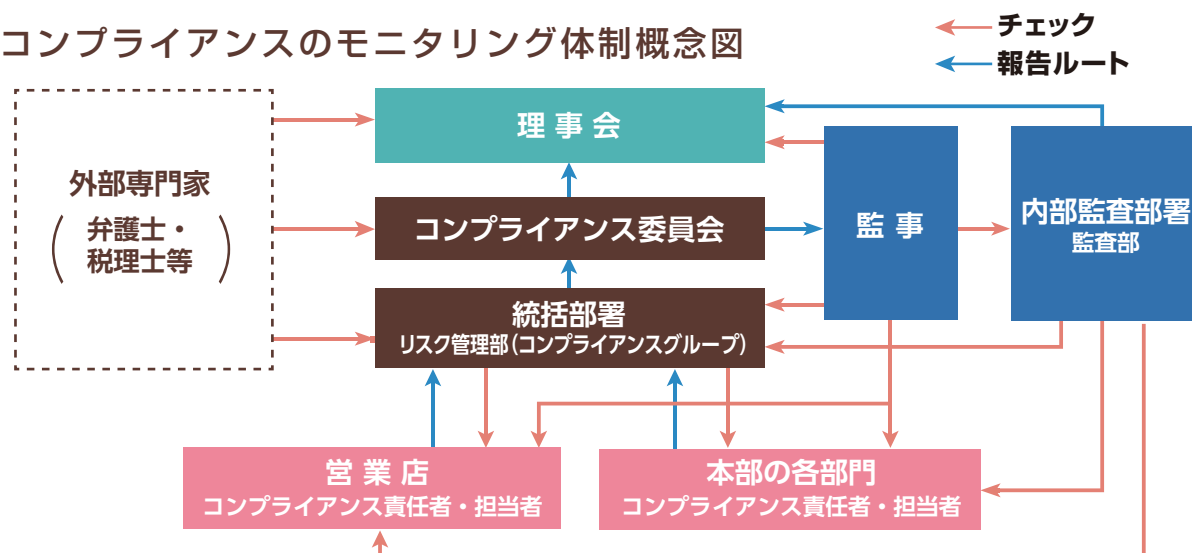 コンプライアンスのモニタリング体制概念図
チェック
報告ルート
外部専門家
(弁護士・
税理士等)
理事会
コンプライアンス委員会
統括部署
リスク管理部(コンプライアンスグループ)
監事
内部監査部署
監査部
営業店
コンプライアンス責任者・担当者
本部の各部門
コンプライアンス責任者・担当者